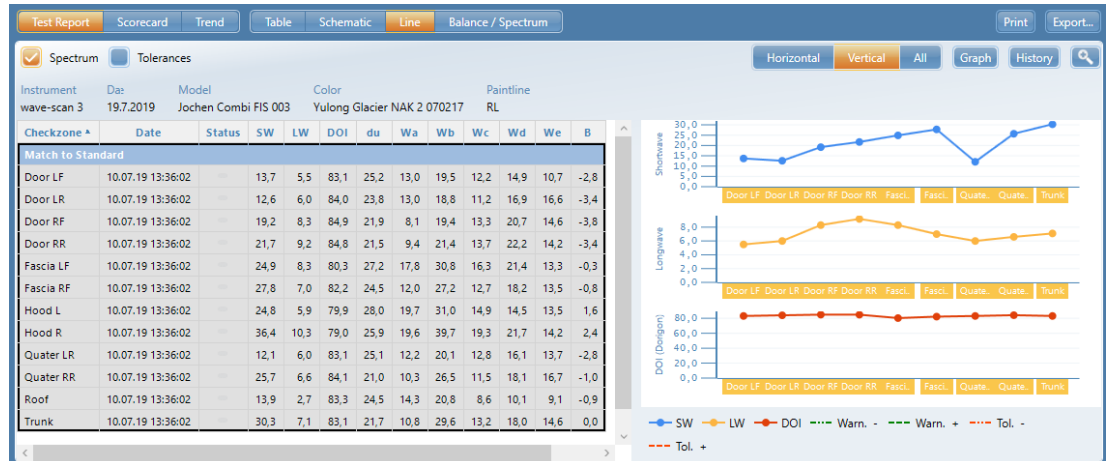 Test Report Scorecard Trend Table Schematic Line Balance / Spectrum Print Export...
Spectrum Tolerances Horizontal Vertical All Graph History
Instrument Da: Model Color Paintline
wave-scan 3 19.7.2019 Jochen Combi FIS 003 Yulong Glacier NAK 2 070217 RL
Checkzone Date Status SW LW DOI du Wa Wb Wc Wd We B
Match to Standard
Door LF 10.07.19 13:36:02 13,7 5,5 83,1 25,2 13,0 19,5 12,2 14,9 10,7 -2,8
Door LR 10.07.19 13:36:02 12,6 6,0 84,0 23,8 13,0 18,8 11,2 16,9 16,6 -3,4
Door RF 10.07.19 13:36:02 19,2 8,3 84,9 21,9 8,1 19,4 13,3 20,7 14,6 -3,8
Door RR 10.07.19 13:36:02 21,7 9,2 84,8 21,5 9,4 21,4 13,7 22,2 14,2 -3,4
Fascia LF 10.07.19 13:36:02 24,9 8,3 80,3 27,2 17,8 30,8 16,3 21,4 13,3 -0,3
Fascia RF 10.07.19 13:36:02 27,8 7,0 82,2 24,5 12,0 27,2 12,7 18,2 13,5 -0,8
Hood L 10.07.19 13:36:02 24,8 5,9 79,9 28,0 19,7 31,0 14,9 14,5 13,5 1,6
Hood R 10.07.19 13:36:02 36,4 10,3 79,0 25,9 19,6 39,7 19,3 21,7 14,2 2,4
Quater LR 10.07.19 13:36:02 12,1 6,0 83,1 25,1 12,2 20,1 12,8 16,1 13,7 -2,8
Quater RR 10.07.19 13:36:02 25,7 6,6 84,1 21,0 10,3 26,5 11,5 18,1 16,7 -1,0
Roof 10.07.19 13:36:02 13,9 2,7 83,3 24,5 14,3 20,8 8,6 10,1 9,1 -0,9
Trunk 10.07.19 13:36:02 30,3 7,1 83,1 21,7 10,8 29,6 13,2 18,0 14,6 0,0
Shortwave
30,0
25,0
20,0
15,0
10,0
5,0
0,0
Door LF Door LR Door RF Door RR Fasci.. Fasci.. Quate.. Quate.. Trunk
Longwave
8,0
6,0
4,0
2,0
0,0
Door LF Door LR Door RF Door RR Fasci.. Fasci.. Quate.. Quate.. Trunk
DOI (Dorigon)
80,0
60,0
40,0
20,0
0,0
Door LF Door LR Door RF Door RR Fasci.. Fasci.. Quate.. Quate.. Trunk
SW LW DOI Warn. - Warn. + Tol. -
Tol. +